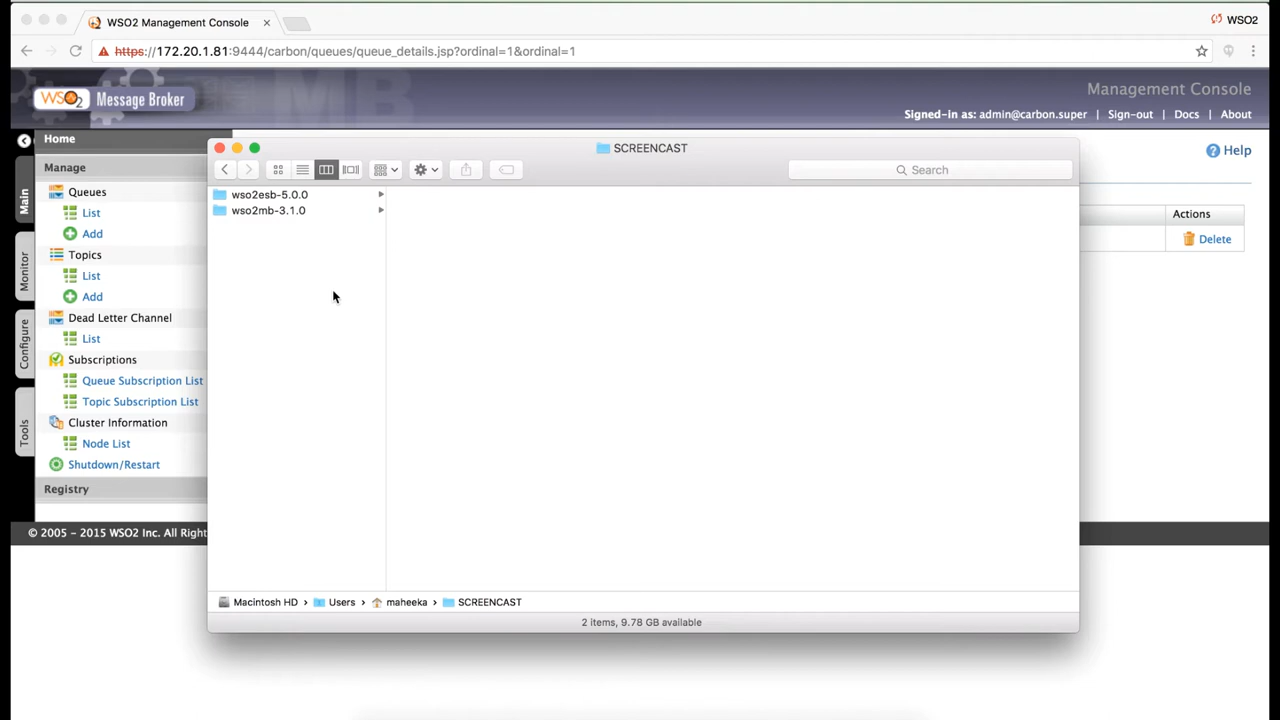 WSO2 Management Console
WSO2
https://172.20.1.81:9444/carbon/queues/queue_details.jsp?ordinal=1&ordinal=1
WSO2 Message Broker
MB
Management Console
Signed-in as: admin@carbon.super | Sign-out | Docs | About
Home
Help
Manage
Main
Monitor
Configure
Tools
Queues
List
Add
Topics
List
Add
Dead Letter Channel
List
Subscriptions
Queue Subscription List
Topic Subscription List
Cluster Information
Node List
Shutdown/Restart
Registry
© 2005 - 2015 WSO2 Inc. All Right
SCREENCAST
Search
wso2esb-5.0.0
wso2mb-3.1.0
Macintosh HD › Users › maheeka › SCREENCAST
2 items, 9.78 GB available
Actions
Delete